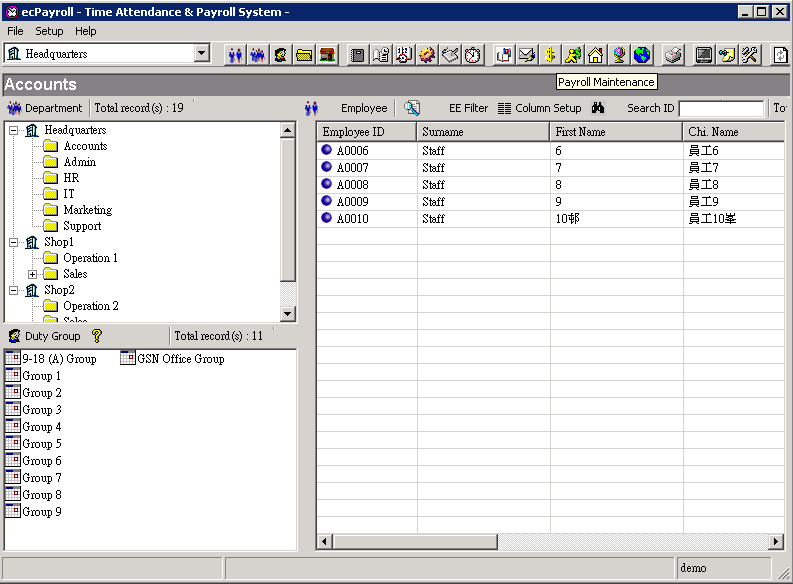 ecPayroll - Time Attendance & Payroll System -
File Setup Help
Headquarters
Payroll Maintenance
Accounts
Department Total record(s) : 19
Employee EE Filter Column Setup Search ID To
Headquarters
Accounts
Admin
HR
IT
Marketing
Support
Shop1
Operation 1
Sales
Shop2
Operation 2
Sales
Employee ID Surname First Name Chi. Name
A0006 Staff 6 員工6
A0007 Staff 7 員工7
A0008 Staff 8 員工8
A0009 Staff 9 員工9
A0010 Staff 員工10峯
Duty Group Total record(s) : 11
9-18 (A) Group GSN Office Group
Group 1
Group 2
Group 3
Group 4
Group 5
Group 6
Group 7
Group 8
Group 9
demo